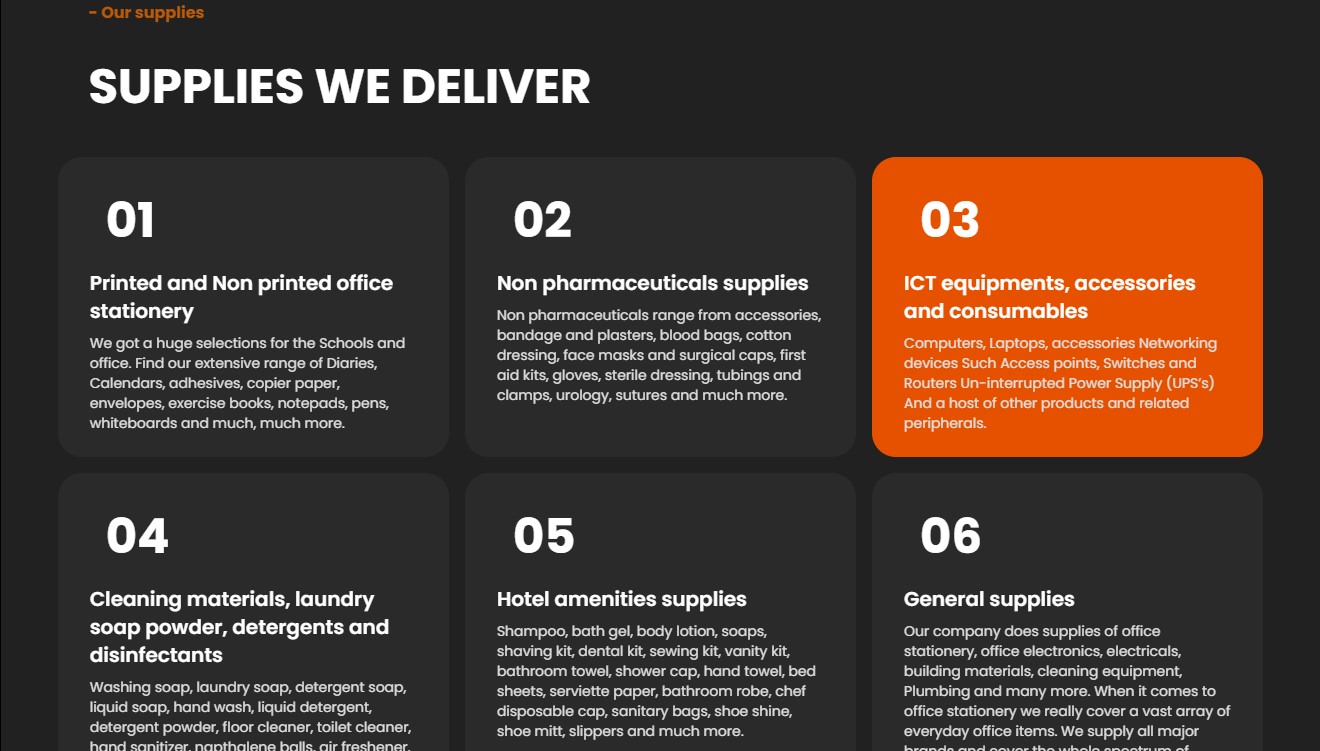 - Our supplies
SUPPLIES WE DELIVER
01
Printed and Non printed office
stationery
We got a huge selections for the Schools and
office. Find our extensive range of Diaries,
Calendars, adhesives, copier paper,
envelopes, exercise books, notepads, pens,
whiteboards and much, much more.
02
Non pharmaceuticals supplies
Non pharmaceuticals range from accessories,
bandage and plasters, blood bags, cotton
dressing, face masks and surgical caps, first
aid kits, gloves, sterile dressing, tubings and
clamps, urology, sutures and much more.
03
ICT equipments, accessories
and consumables
Computers, Laptops, accessories Networking
devices Such Access points, Switches and
Routers Un-interrupted Power Supply (UPS's)
And a host of other products and related
peripherals.
04
Cleaning materials, laundry
soap powder, detergents and
disinfectants
Washing soap, laundry soap, detergent soap,
liquid soap, hand wash, liquid detergent,
detergent powder, floor cleaner, toilet cleaner,
hand sanitizer, napthalene balls, air freshener,
05
Hotel amenities supplies
Shampoo, bath gel, body lotion, soaps,
shaving kit, dental kit, sewing kit, vanity kit,
bathroom towel, shower cap, hand towel, bed
sheets, serviette paper, bathroom robe, chef
disposable cap, sanitary bags, shoe shine,
shoe mitt, slippers and much more.
06
General supplies
Our company does supplies of office
stationery, office electronics, electricals,
building materials, cleaning equipment,
Plumbing and many more. When it comes to
office stationery we really cover a vast array of
everyday office items. We supply all major
brands and cover the whole spectrum of